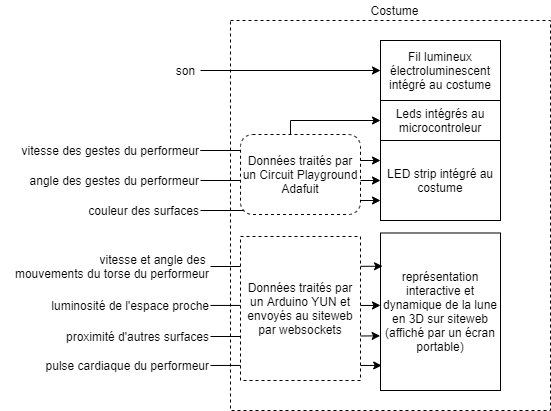 Costume
son
Fil lumineux
électroluminescent
intégré au costume
Leds intégrés au
microcontroleur
vitesse des gestes du performeur
angle des gestes du performeur
couleur des surfaces
Données traités par
un Circuit Playground
Adafuit
LED strip intégré au
costume
vitesse et angle des
mouvements du torse du performeur
luminosité de l'espace proche
proximité d'autres surfaces
pulse cardiaque du performeur
Données traités par
un Arduino YUN et
envoyés au siteweb
par websockets
représentation
interactive et
dynamique de la lune
en 3D sur siteweb
(affiché par un écran
portable)